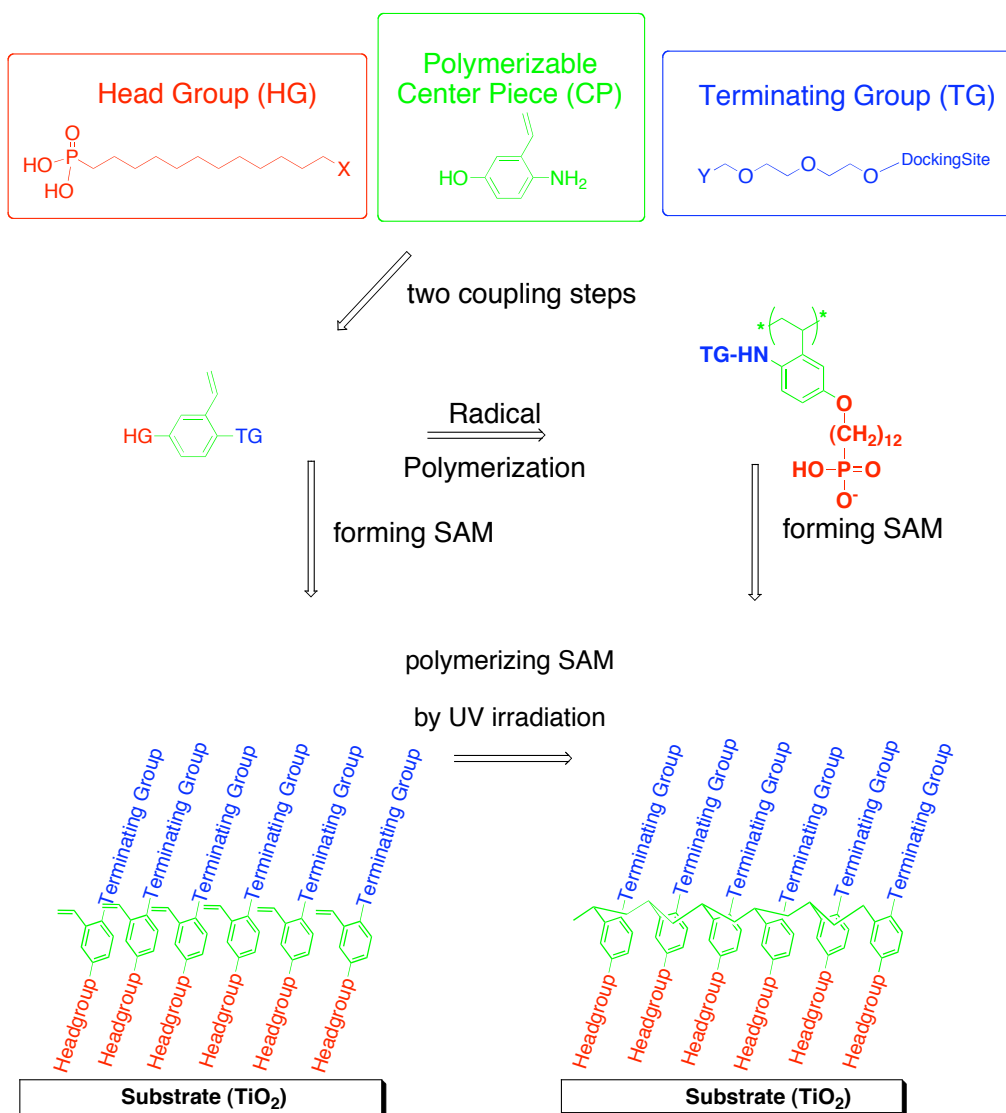 Head Group (HG)
O
HO
P
HO
X
Polymerizable
Center Piece (CP)
HO
NH2
Terminating Group (TG)
Y
O
O
O
DockingSite
two coupling steps
HG
TG
Radical
Polymerization
*
*
TG-HN
O
(CH2)12
HO-P=O
O-
forming SAM
forming SAM
polymerizing SAM
by UV irradiation
Terminating Group
Terminating Group
Terminating Group
Terminating Group
Terminating Group
Terminating Group
Headgroup
Headgroup
Headgroup
Headgroup
Headgroup
Headgroup
Substrate (TiO2)
Terminating Group
Terminating Group
Terminating Group
Terminating Group
Terminating Group
Terminating Group
Headgroup
Headgroup
Headgroup
Headgroup
Headgroup
Headgroup
Substrate (TiO2)